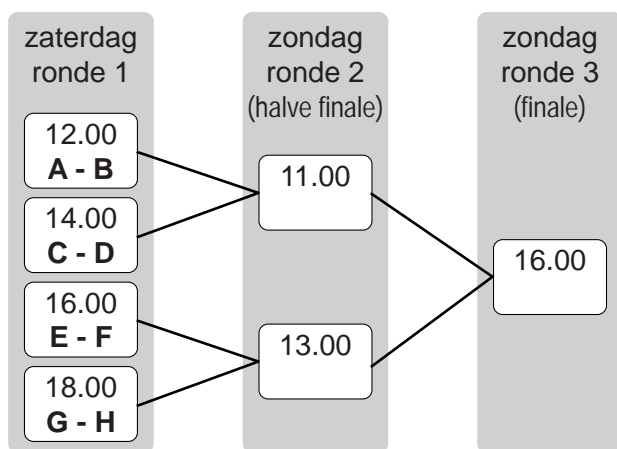 zaterdag
ronde 1
12.00
A - B
14.00
C - D
16.00
E - F
18.00
G - H
zondag
ronde 2
(halve finale)
11.00
13.00
zondag
ronde 3
(finale)
16.00